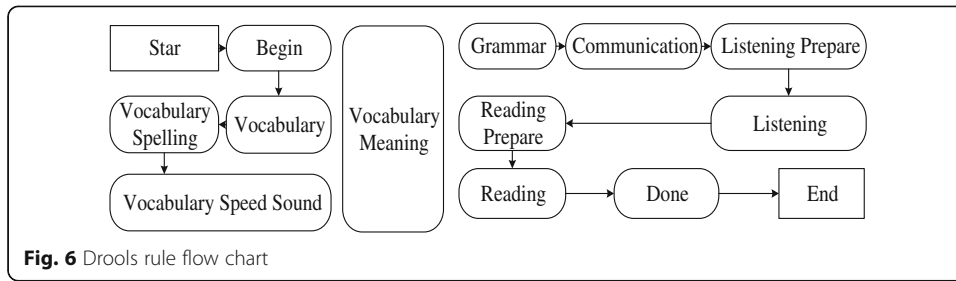 Star
Begin
Vocabulary
Spelling
Vocabulary
Vocabulary Speed Sound
Vocabulary
Meaning
Grammar
Communication
Listening Prepare
Reading
Prepare
Listening
Reading
Done
End
Fig. 6 Drools rule flow chart